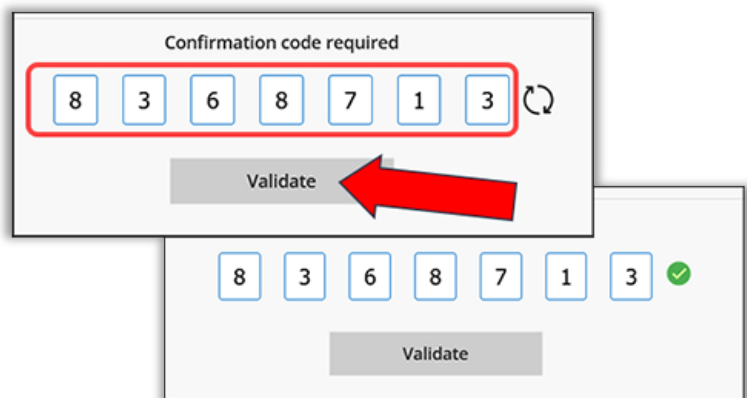 Confirmation code required
8 3 6 8 7 1 3
Validate
8 3 6 8 7 1 3
Validate